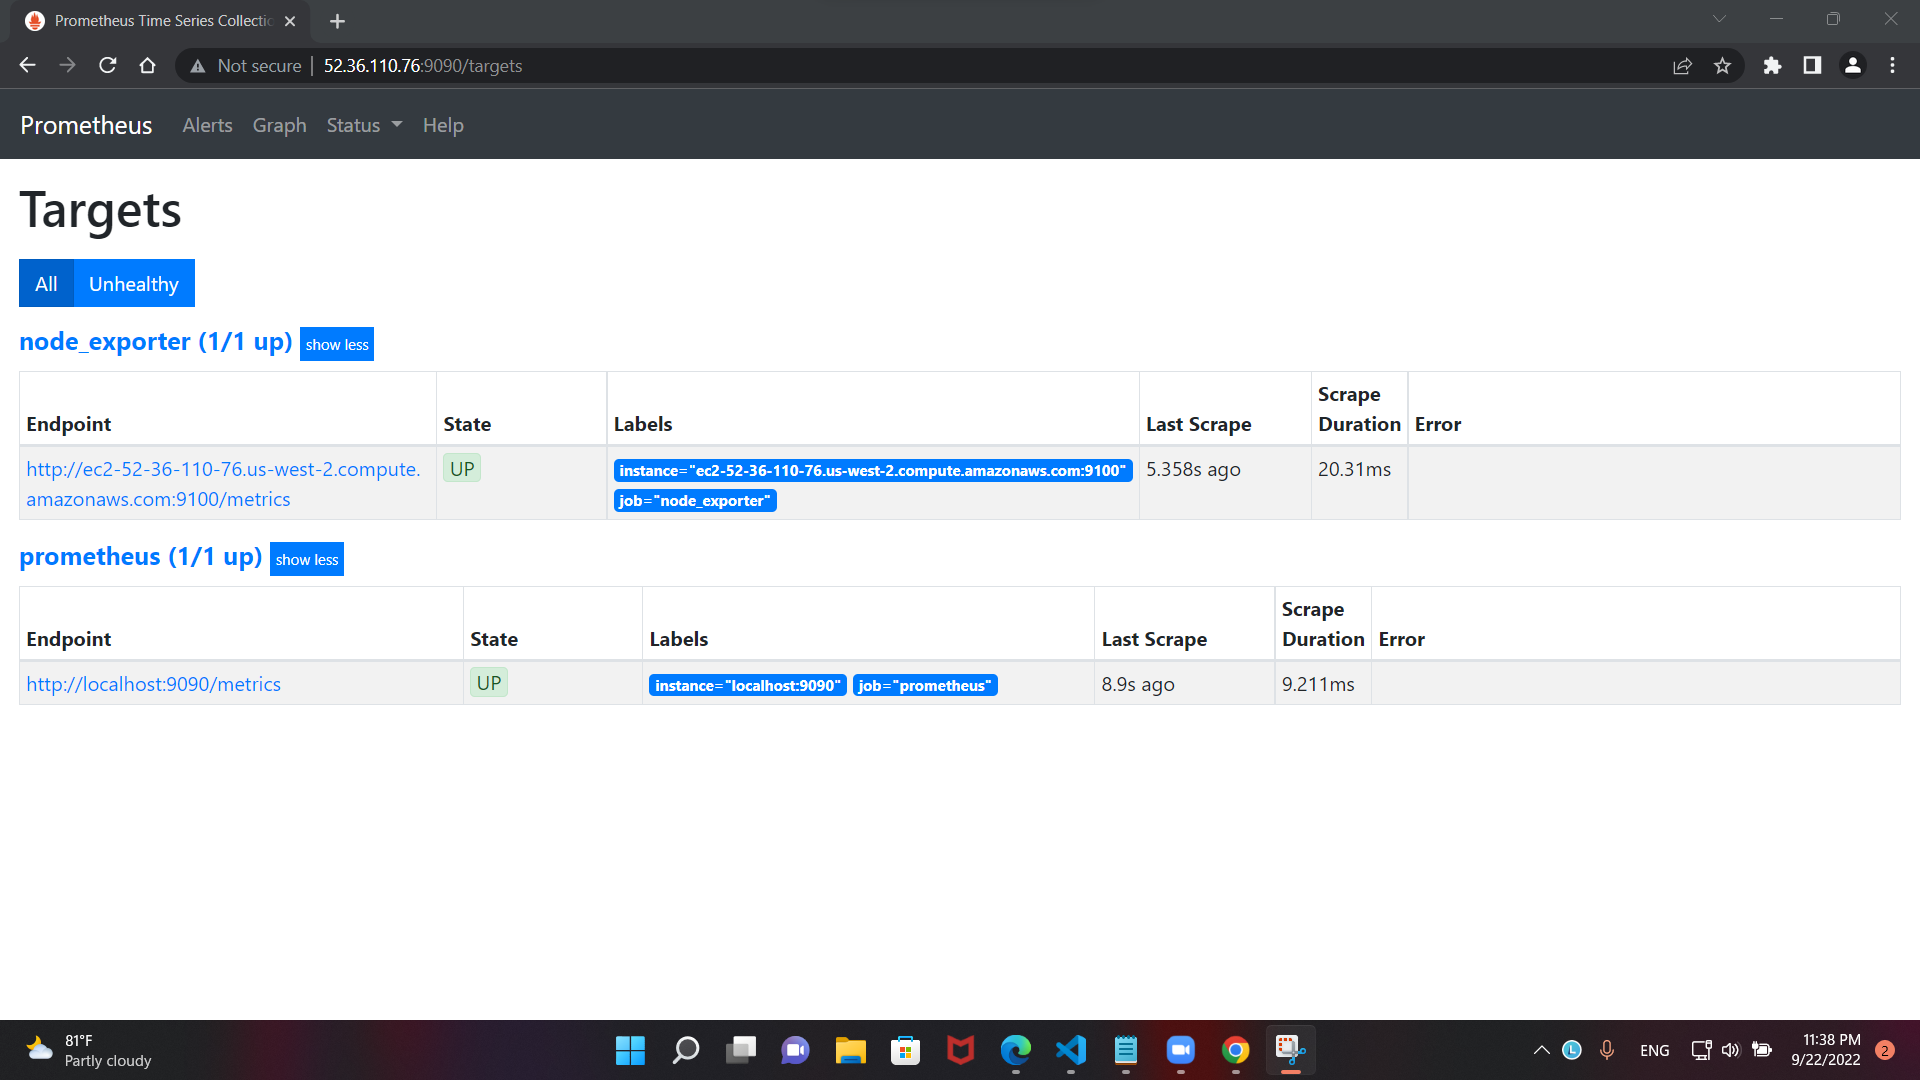 Prometheus Time Series Collectio
Not secure 52.36.110.76:9090/targets
Prometheus Alerts Graph Status Help
Targets
All Unhealthy
node_exporter (1/1 up) show less
Endpoint State Labels Last Scrape Scrape Duration Error
http://ec2-52-36-110-76.us-west-2.compute. UP instance="ec2-52-36-110-76.us-west-2.compute.amazonaws.com:9100" 5.358s ago 20.31ms
amazonaws.com:9100/metrics job="node_exporter"
prometheus (1/1 up) show less
Endpoint State Labels Last Scrape Scrape Duration Error
http://localhost:9090/metrics UP instance="localhost:9090" job="prometheus" 8.9s ago 9.211ms
81°F
Partly cloudy
L
ENG
11:38 PM
9/22/2022
2